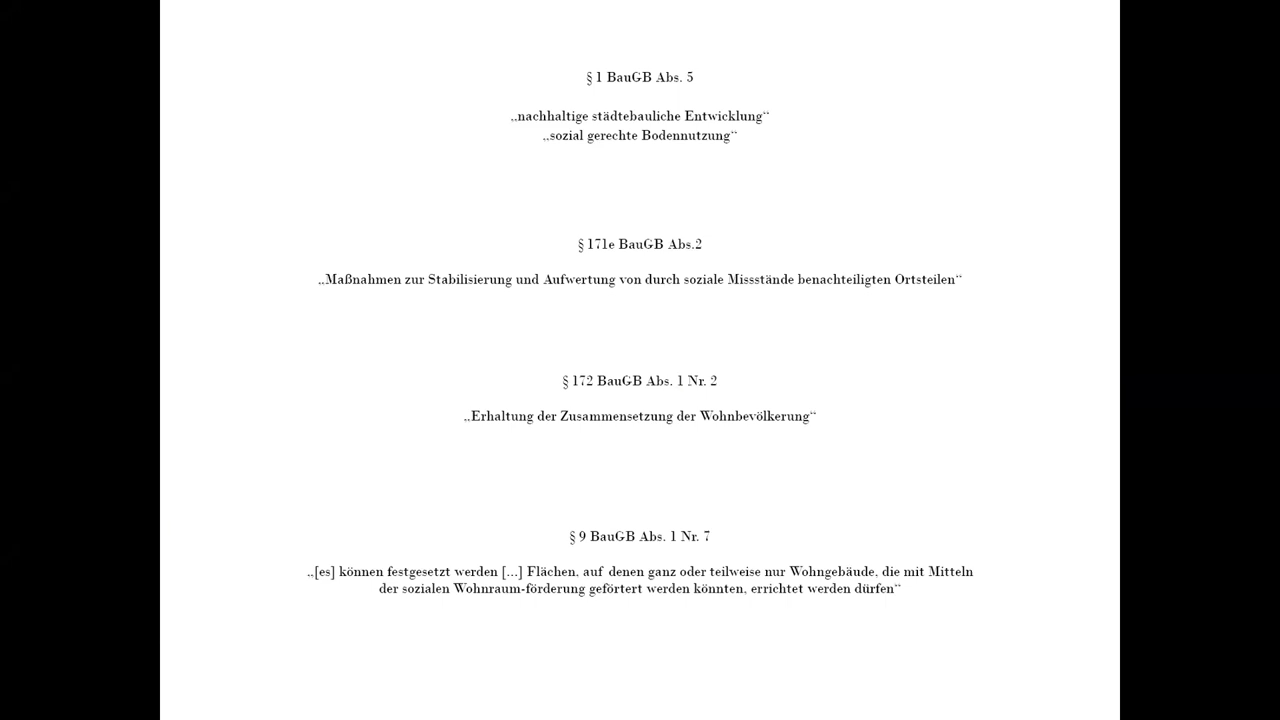 § 1 BauGB Abs. 5
„nachhaltige städtebauliche Entwicklung“
„sozial gerechte Bodennutzung“
§ 171e BauGB Abs.2
„Maßnahmen zur Stabilisierung und Aufwertung von durch soziale Missstände benachteiligten Ortsteilen“
§ 172 BauGB Abs. 1 Nr. 2
„Erhaltung der Zusammensetzung der Wohnbevölkerung“
§ 9 BauGB Abs. 1 Nr. 7
„[es] können festgesetzt werden [...] Flächen, auf denen ganz oder teilweise nur Wohngebäude, die mit Mitteln
der sozialen Wohnraum-förderung geförtert werden könnten, errichtet werden dürfen“